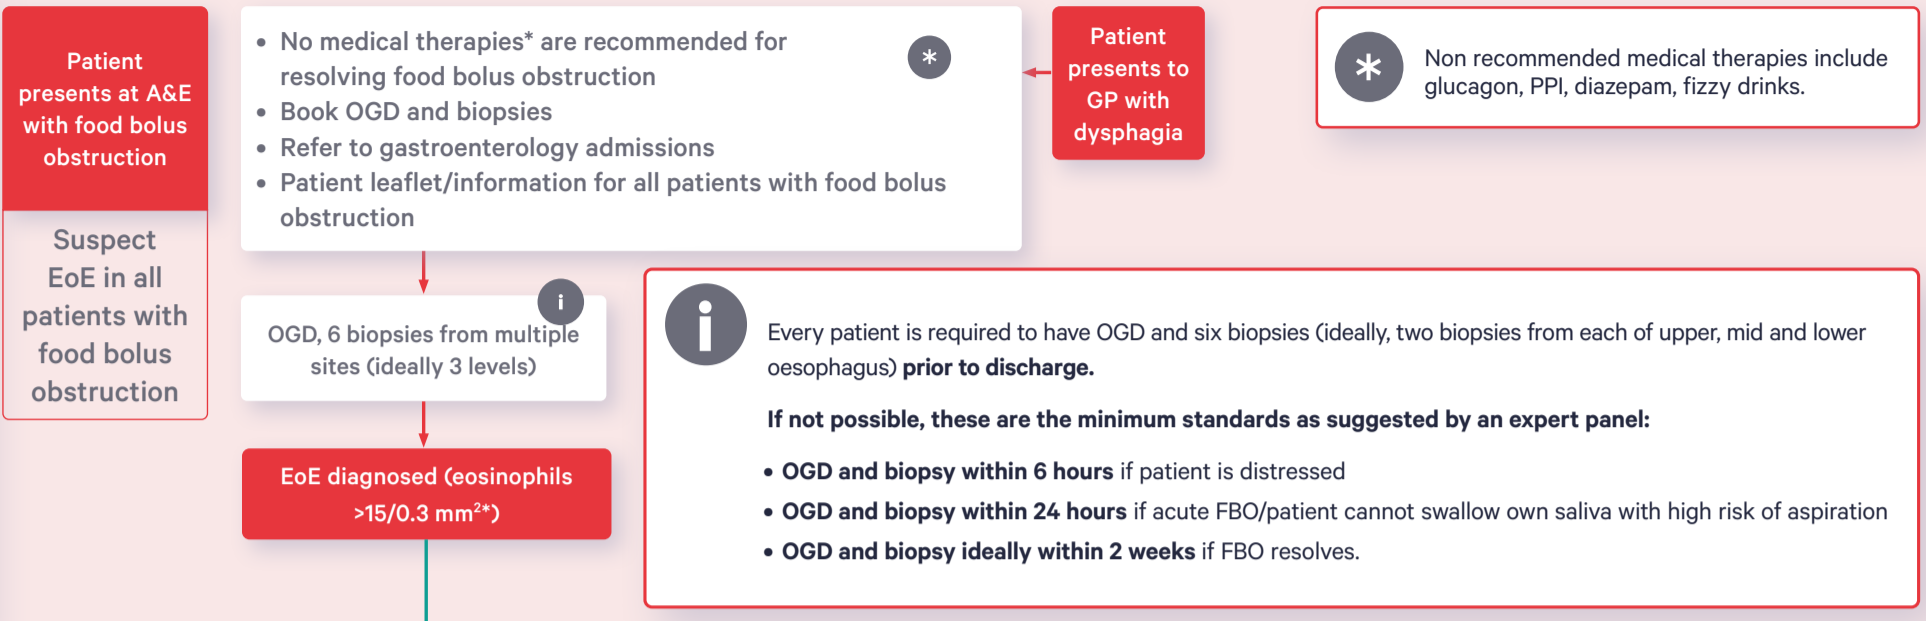 Patient
presents at A&E
with food bolus
obstruction
Suspect
EoE in all
patients with
food bolus
obstruction
• No medical therapies* are recommended for
resolving food bolus obstruction
*
• Book OGD and biopsies
• Refer to gastroenterology admissions
• Patient leaflet/information for all patients with food bolus
obstruction
Patient
presents to
GP with
dysphagia
*
Non recommended medical therapies include
glucagon, PPI, diazepam, fizzy drinks.
i
OGD, 6 biopsies from multiple
sites (ideally 3 levels)
EoE diagnosed (eosinophils
>15/0.3 mm²*)
i
Every patient is required to have OGD and six biopsies (ideally, two biopsies from each of upper, mid and lower
oesophagus) prior to discharge.
If not possible, these are the minimum standards as suggested by an expert panel:
• OGD and biopsy within 6 hours if patient is distressed
• OGD and biopsy within 24 hours if acute FBO/patient cannot swallow own saliva with high risk of aspiration
• OGD and biopsy ideally within 2 weeks if FBO resolves.